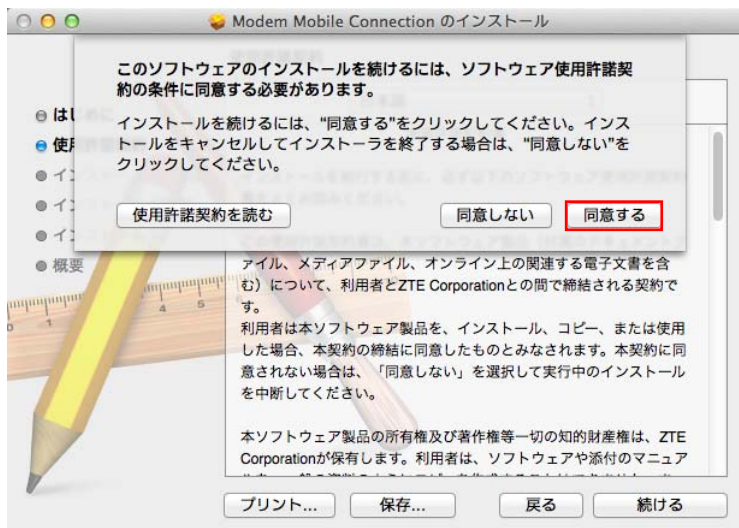 Modem Mobile Connection のインストール
このソフトウェアのインストールを続けるには、ソフトウェア使用許諾契
約の条件に同意する必要があります。
インストールを続けるには、“同意する”をクリックしてください。インス
トールをキャンセルしてインストーラを終了する場合は、“同意しない”を
クリックしてください。
使用許諾契約を読む
同意しない
同意する
は
使
イ
イ
イ
概要
アイル、メディアファイル、オンライン上の関連する電子文書を含
む）について、利用者とZTE Corporationとの間で締結される契約で
す。
利用者は本ソフトウェア製品を、インストール、コピー、または使用
した場合、本契約の締結に同意したものとみなされます。本契約に同
意されない場合は、「同意しない」を選択して実行中のインストール
を中断してください。
本ソフトウェア製品の所有権及び著作権等一切の知的財産権は、ZTE
Corporationが保有します。利用者は、ソフトウェアや添付のマニュア
プリント...
保存...
戻る
続ける